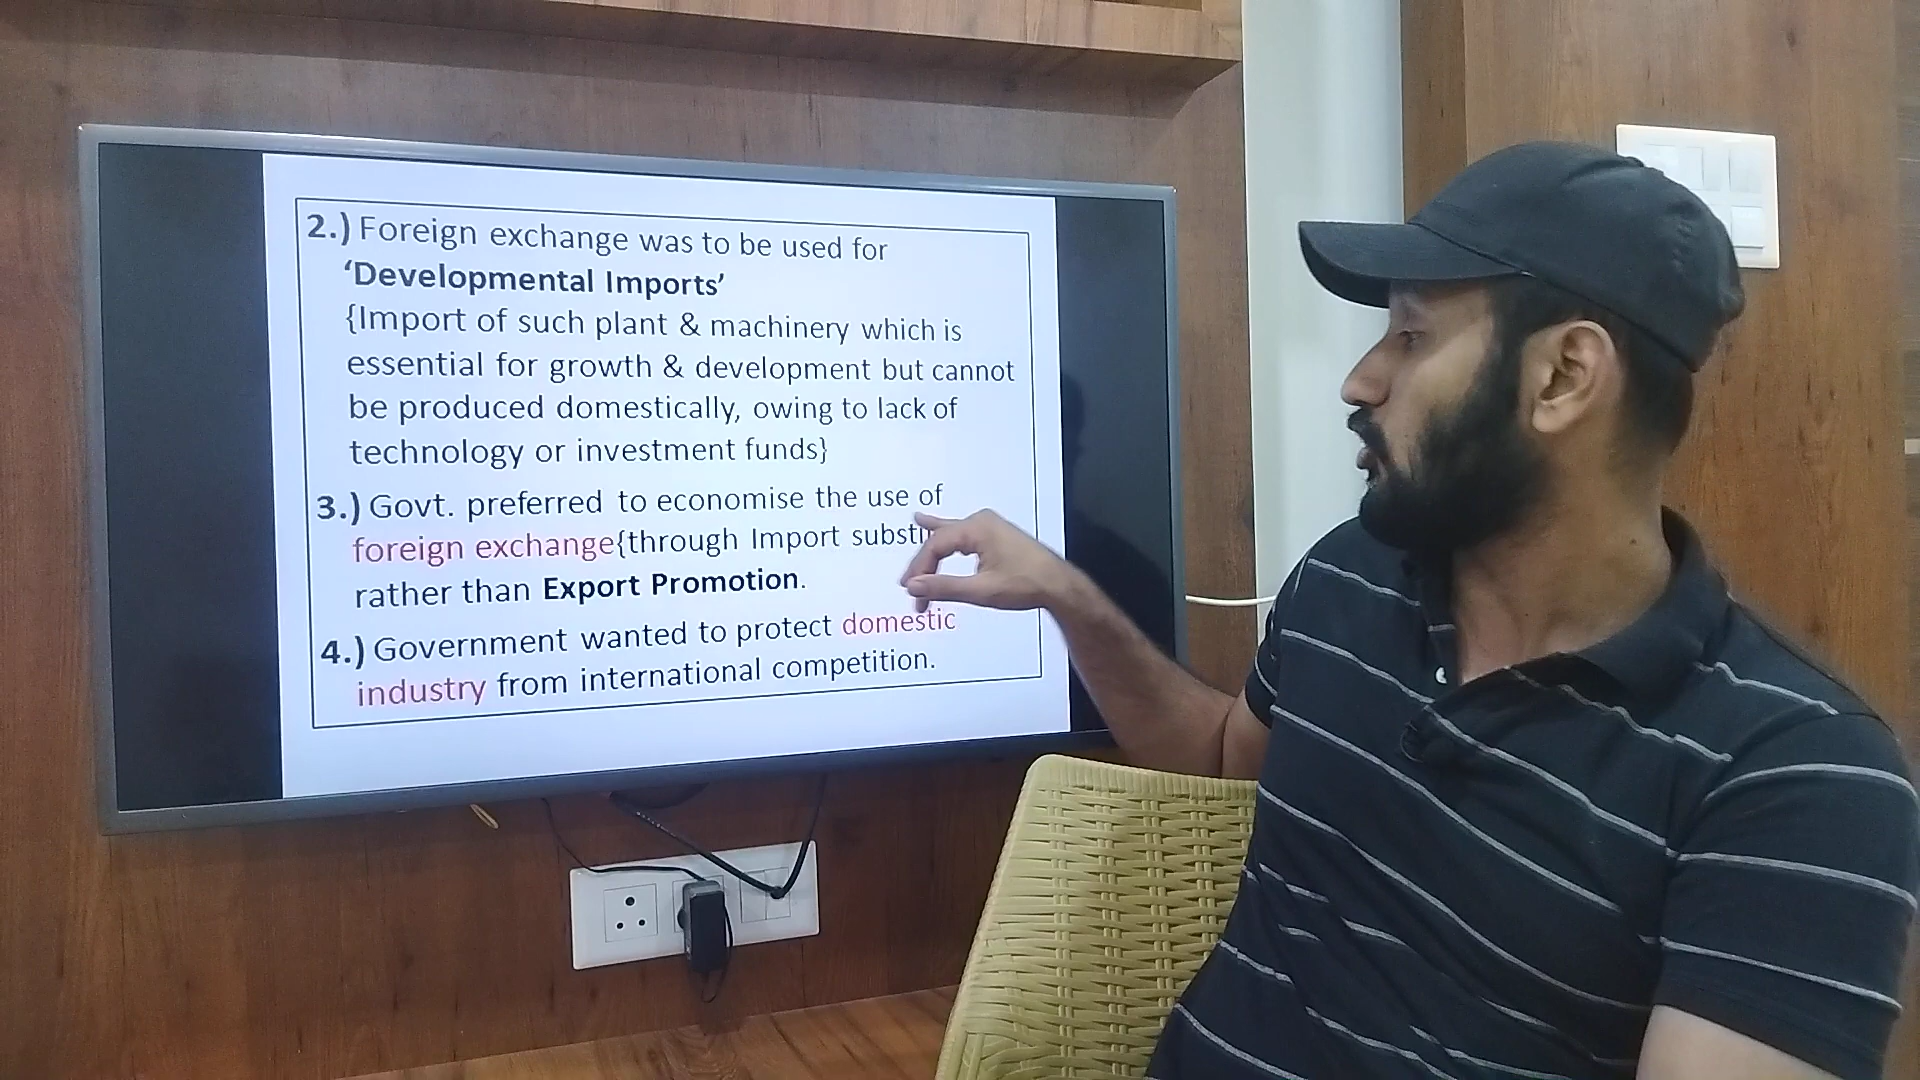 2.) Foreign exchange was to be used for
‘Developmental Imports’
{Import of such plant & machinery which is
essential for growth & development but cannot
be produced domestically, owing to lack of
technology or investment funds}
3.) Govt. preferred to economise the use of
foreign exchange{through Import
rather than Export Promotion.
4.) Government wanted to protect domestic
industry from international competition.